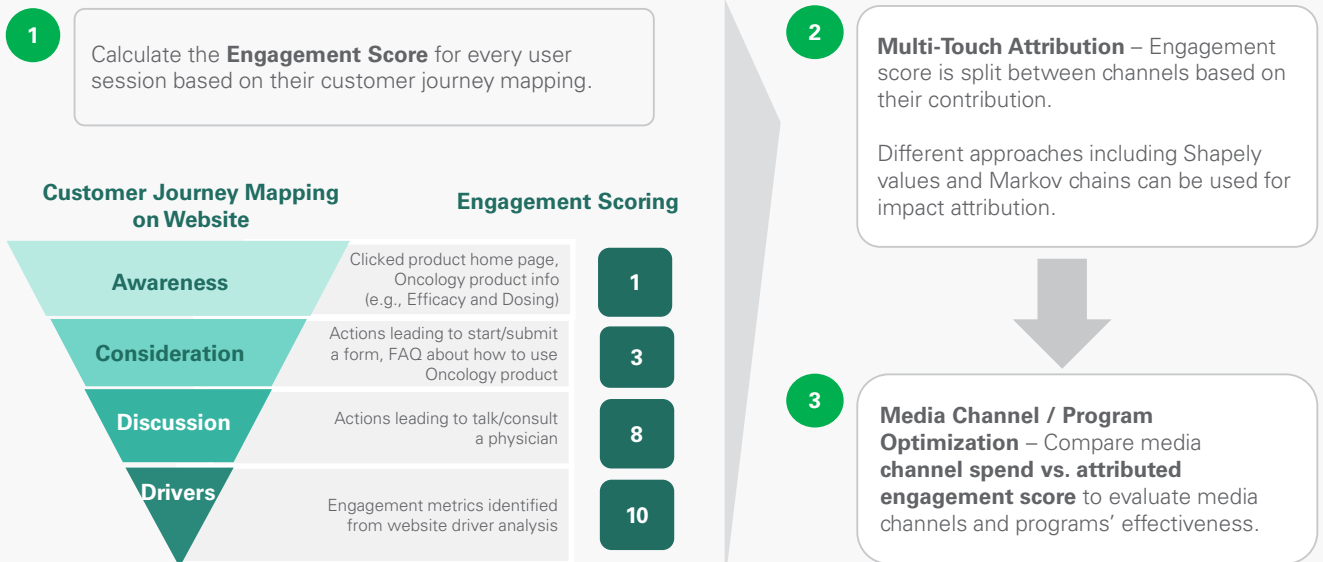 1
Calculate the Engagement Score for every user
session based on their customer journey mapping.
Customer Journey Mapping
on Website
Engagement Scoring
Awareness
Clicked product home page,
Oncology product info
(e.g., Efficacy and Dosing)
1
Consideration
Actions leading to start/submit
a form, FAQ about how to use
Oncology product
3
Discussion
Actions leading to talk/consult
a physician
8
Drivers
Engagement metrics identified
from website driver analysis
10
2
Multi-Touch Attribution – Engagement
score is split between channels based on
their contribution.
Different approaches including Shapely
values and Markov chains can be used for
impact attribution.
3
Media Channel / Program
Optimization – Compare media
channel spend vs. attributed
engagement score to evaluate media
channels and programs’ effectiveness.